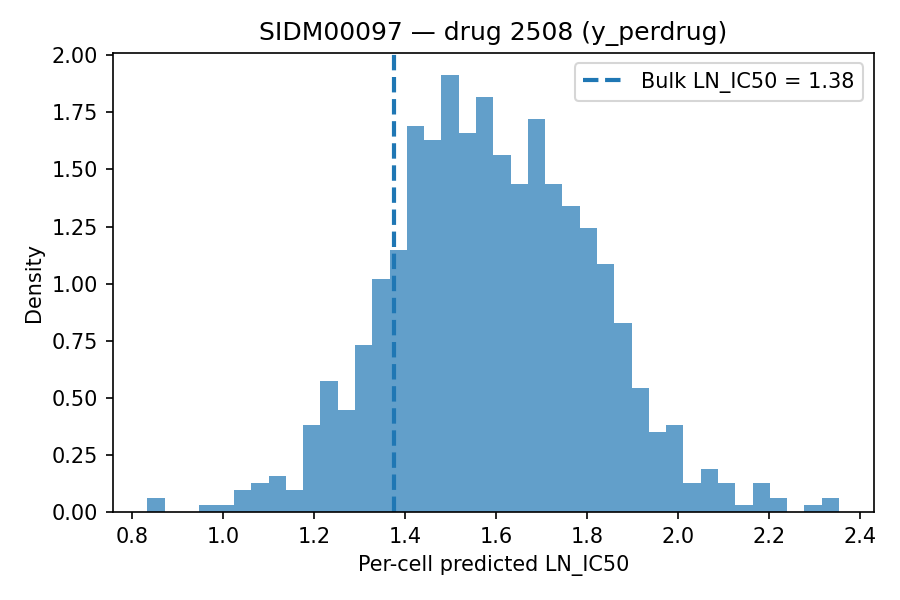 SIDM00097 — drug 2508 (y_perdrug)
Bulk LN_IC50 = 1.38
Density
2.00
1.75
1.50
1.25
1.00
0.75
0.50
0.25
0.00
0.8 1.0 1.2 1.4 1.6 1.8 2.0 2.2 2.4
Per-cell predicted LN_IC50